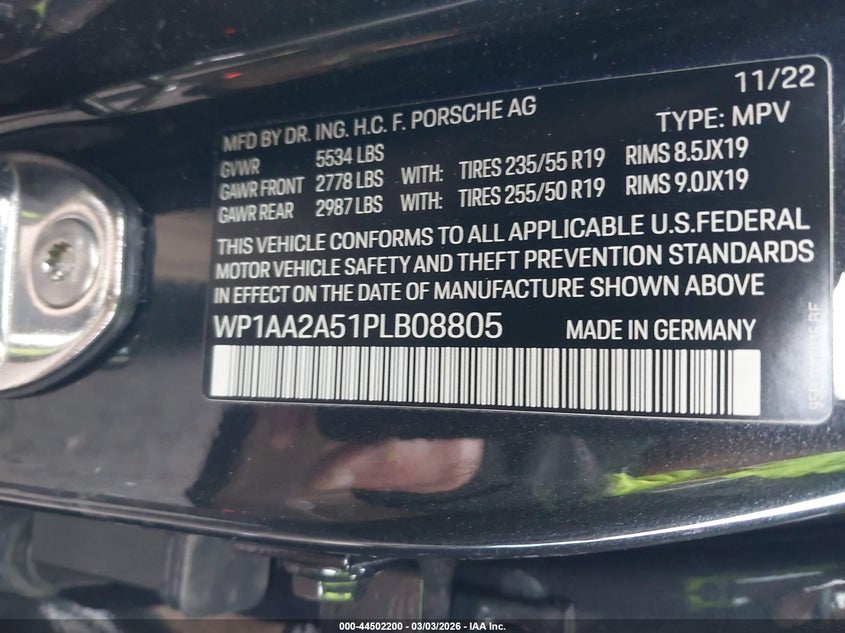 11/22
MFD BY DR. ING. H.C. F. PORSCHE AG
TYPE: MPV
GVWR 5534 LBS
GAWR FRONT 2778 LBS WITH: TIRES 235/55 R19 RIMS 8.5JX19
GAWR REAR 2987 LBS WITH: TIRES 255/50 R19 RIMS 9.0JX19
THIS VEHICLE CONFORMS TO ALL APPLICABLE U.S.FEDERAL
MOTOR VEHICLE SAFETY AND THEFT PREVENTION STANDARDS
IN EFFECT ON THE DATE OF MANUFACTURE SHOWN ABOVE
WP1AA2A51PLB08805 MADE IN GERMANY
000-44502200 - 03/03/2026 - IAA Inc.